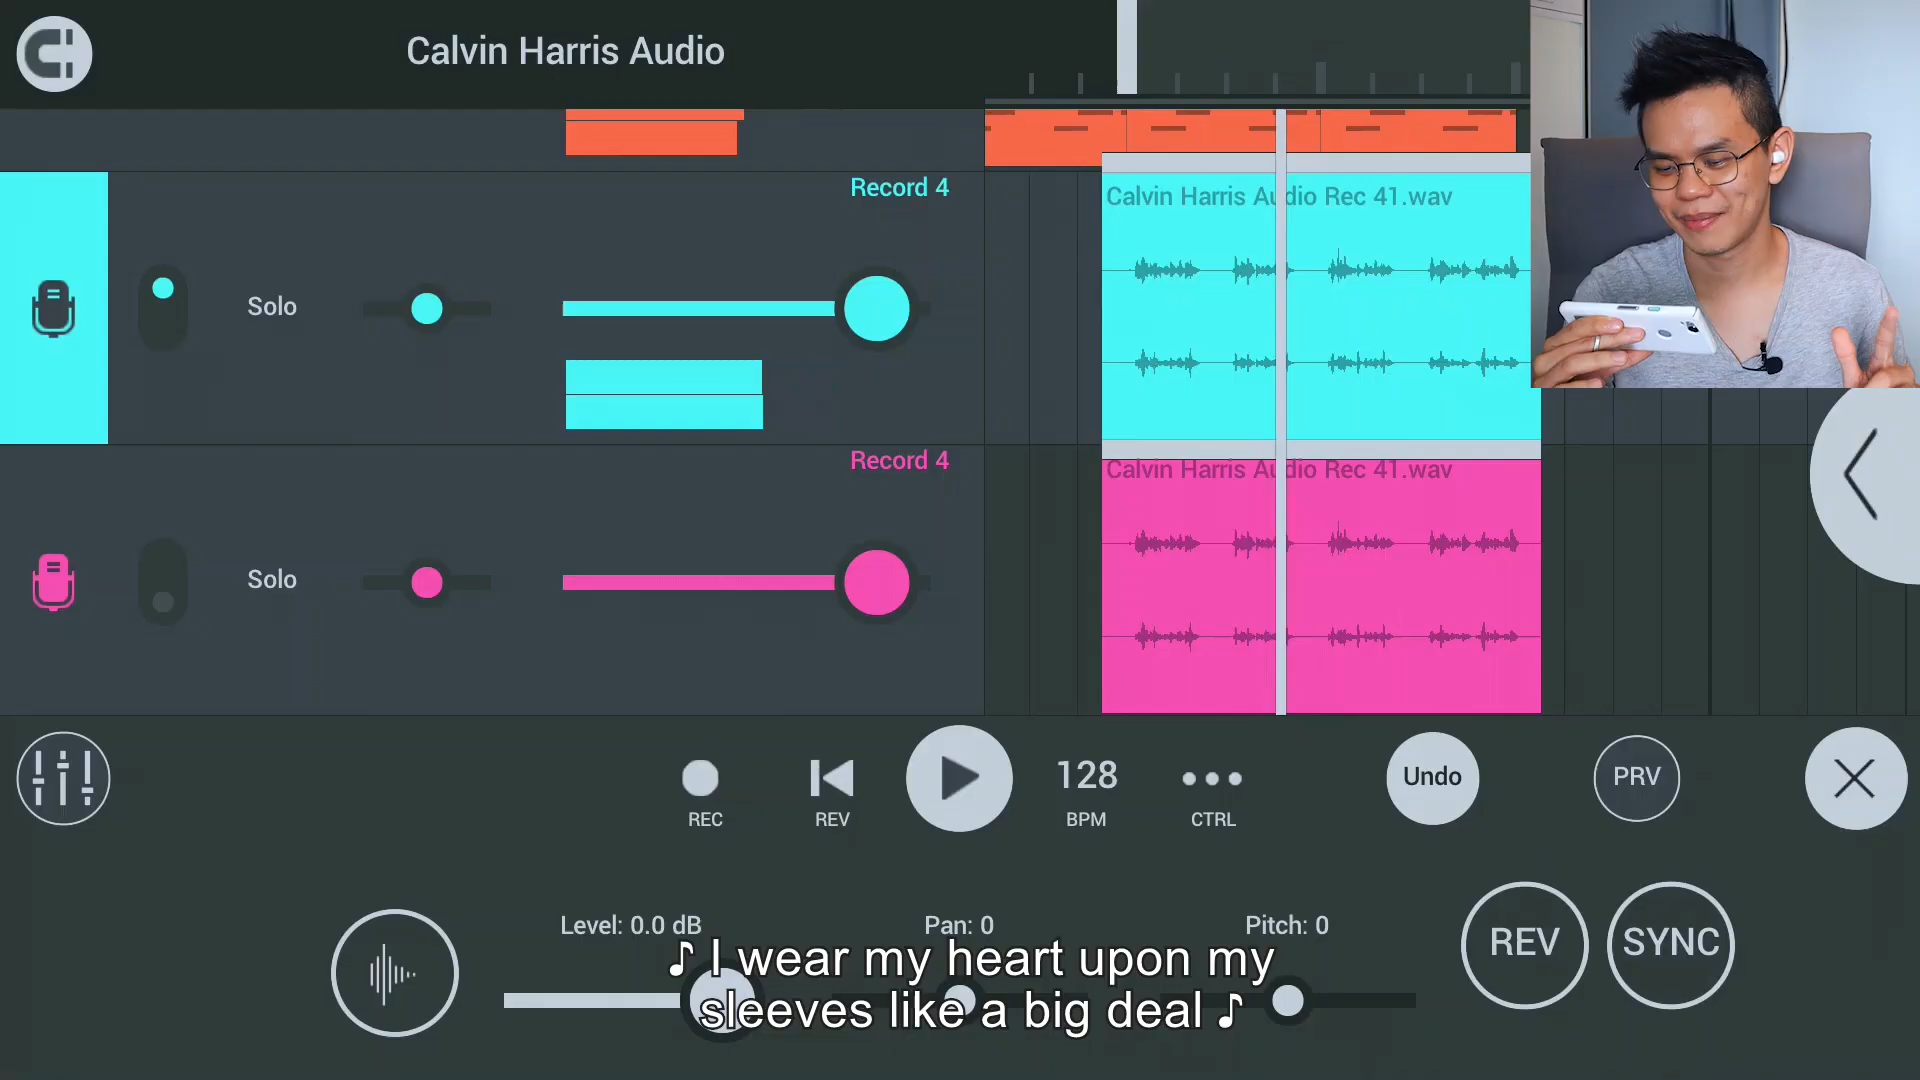 Calvin Harris Audio
Record 4
Calvin Harris Audio Rec 41.wav
Solo
Record 4
Calvin Harris Audio Rec 41.wav
Solo
REC
REV
128
BPM
CTRL
Undo
PRV
Level: 0.0 dB
Pan: 0
Pitch: 0
REV
SYNC
♪ I wear my heart upon my
sleeves like a big deal ♪